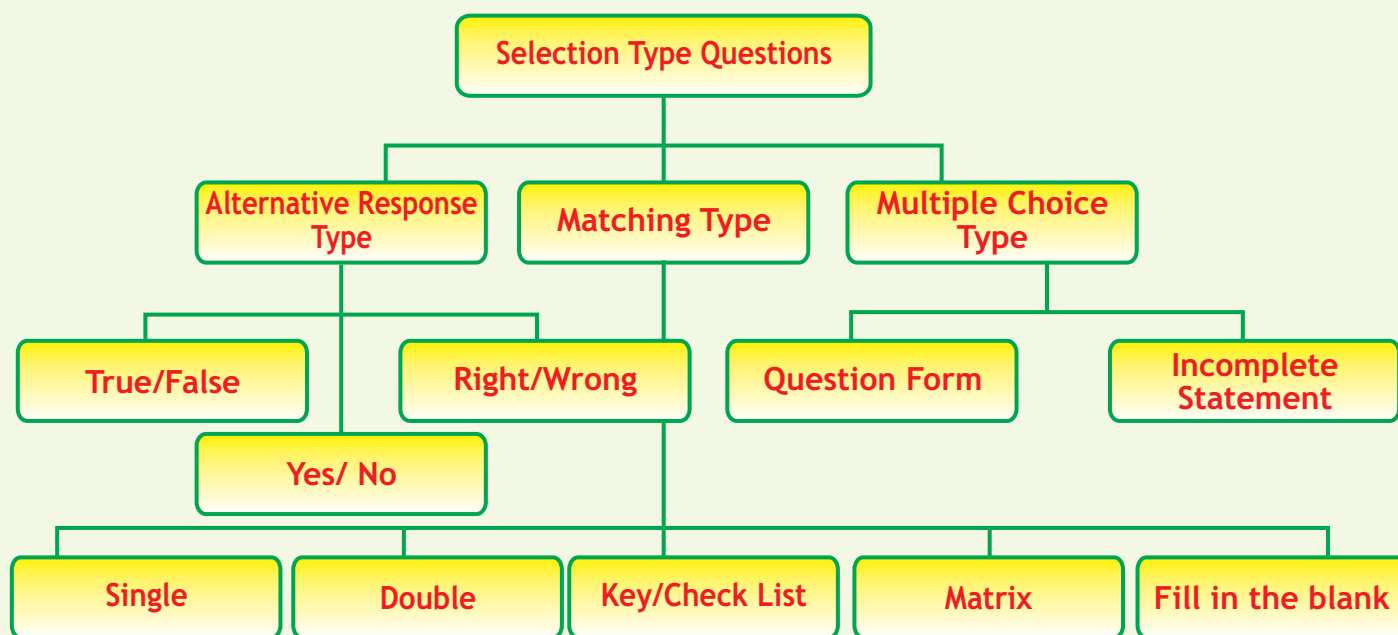 Selection Type Questions
Alternative Response
Type
Matching Type
Multiple Choice
Type
True/False
Right/Wrong
Question Form
Incomplete
Statement
Yes/ No
Single
Double
Key/Check List
Matrix
Fill in the blank